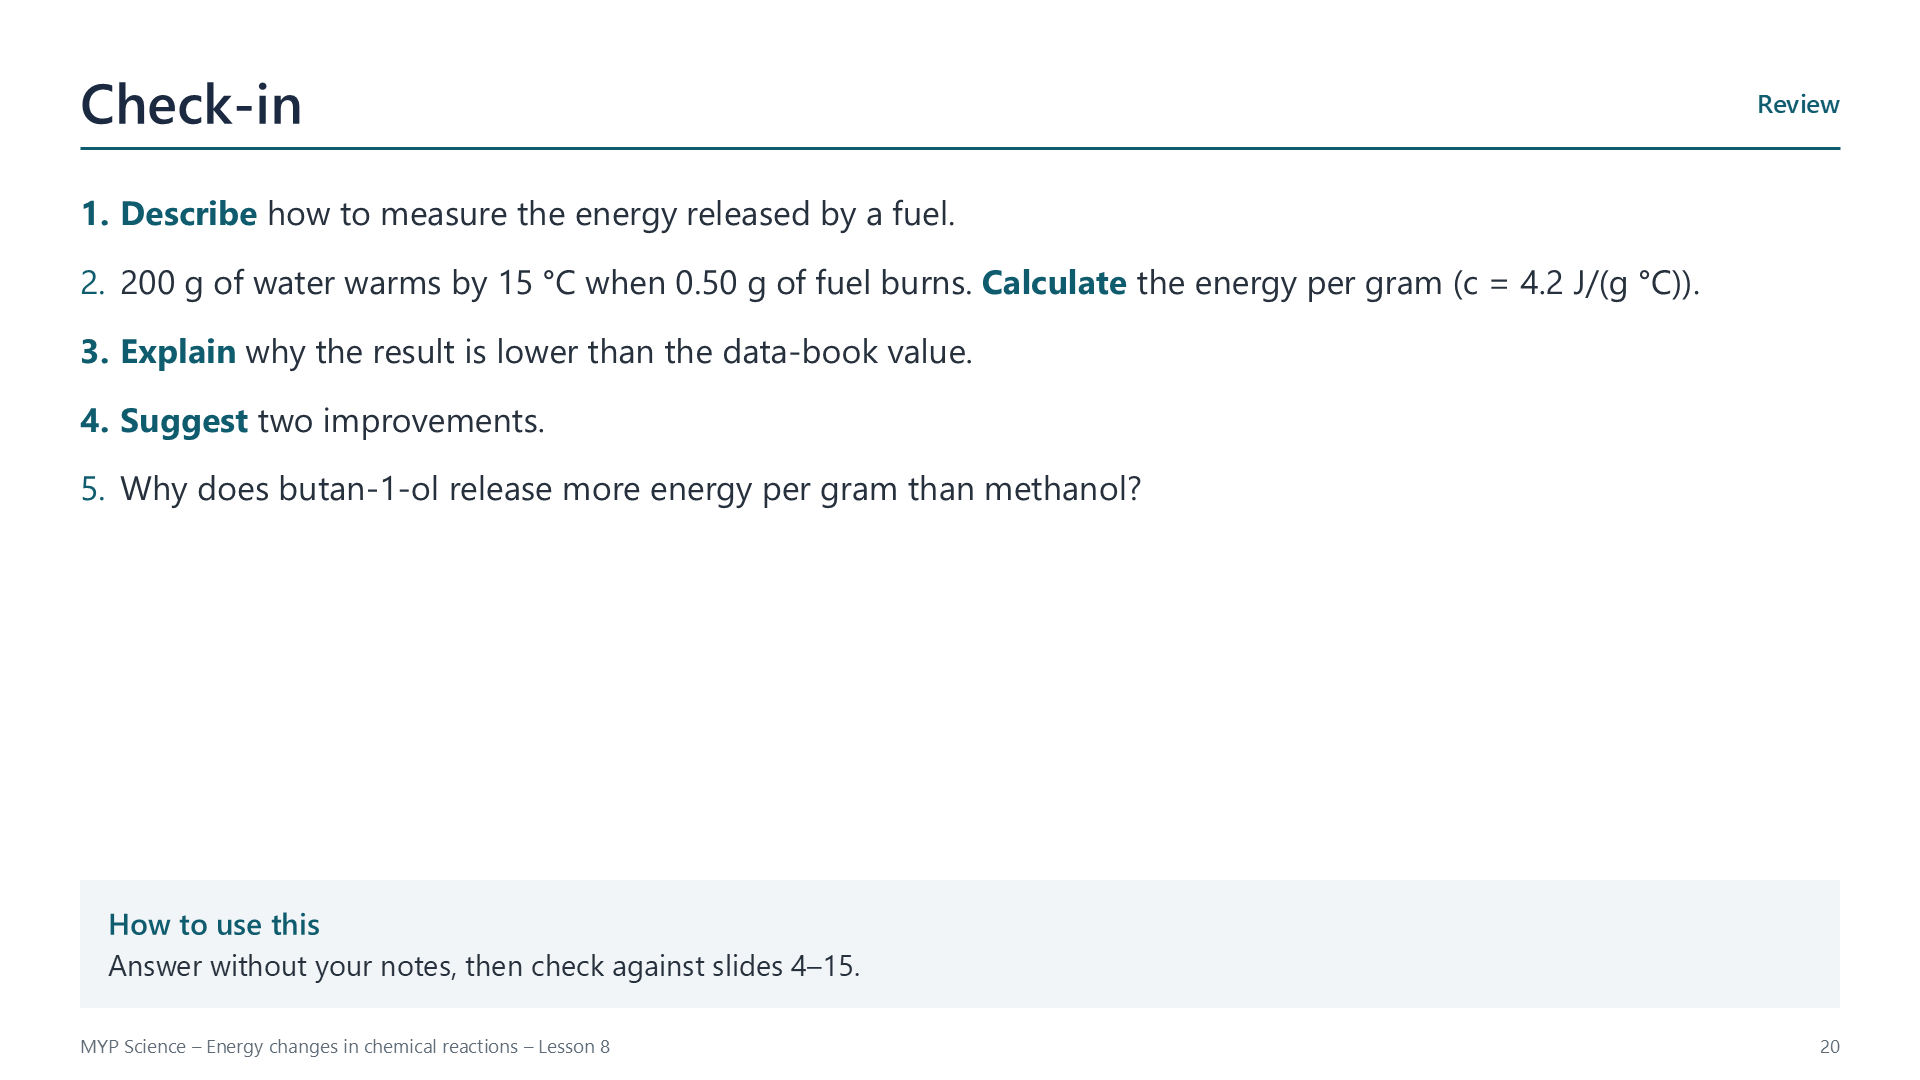 Check-in
Review
1. Describe how to measure the energy released by a fuel.
2. 200 g of water warms by 15 °C when 0.50 g of fuel burns. Calculate the energy per gram (c = 4.2 J/(g °C)).
3. Explain why the result is lower than the data-book value.
4. Suggest two improvements.
5. Why does butan-1-ol release more energy per gram than methanol?
How to use this
Answer without your notes, then check against slides 4–15.
MYP Science – Energy changes in chemical reactions – Lesson 8
20